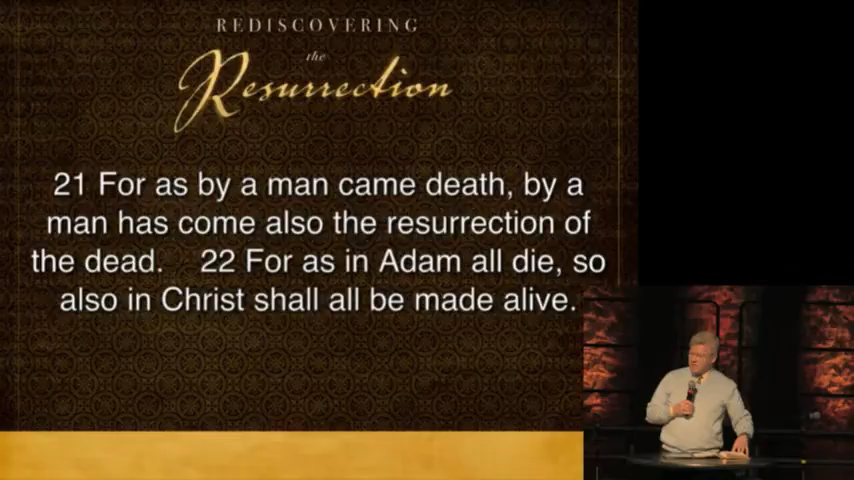 REDISCOVERING
the
Resurrection
21 For as by a man came death, by a
man has come also the resurrection of
the dead. 22 For as in Adam all die, so
also in Christ shall all be made alive.